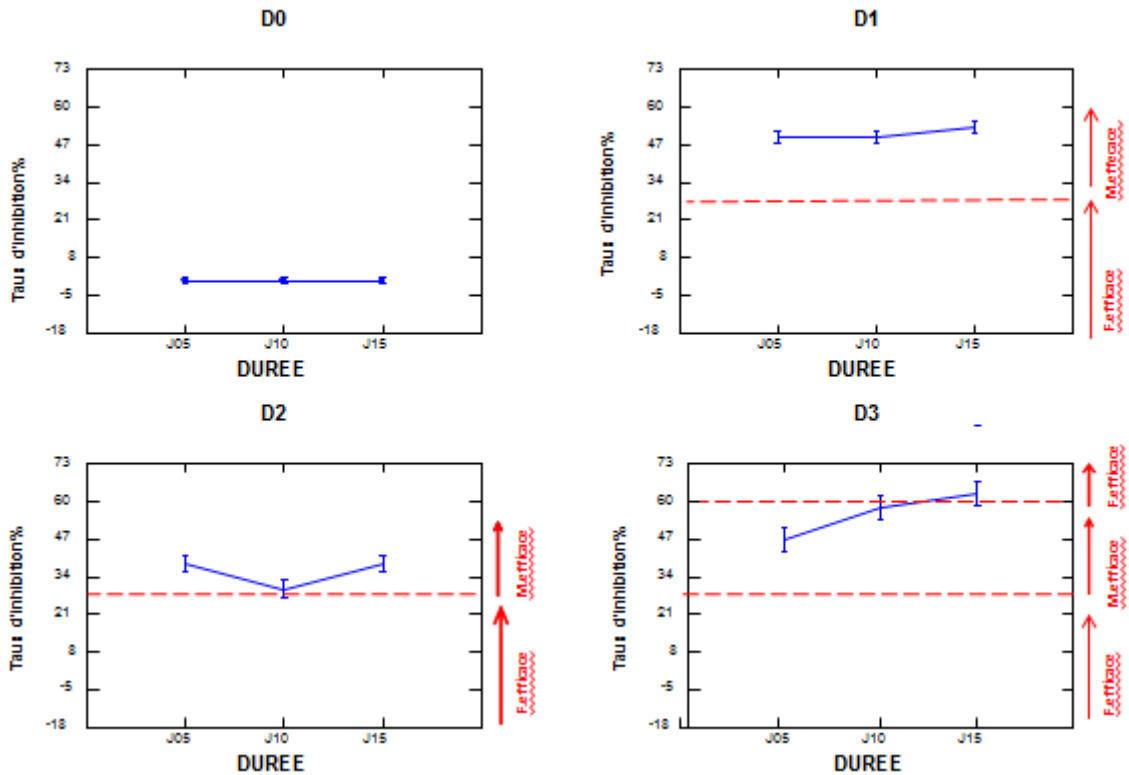 D0
73
60
47
34
21
8
-5
-18
Taux d'inhibition%
J05 J10 J15
DUREE
D1
73
60
47
34
21
8
-5
-18
Taux d'inhibition%
J05 J10 J15
DUREE
M.effecace
F.efficace
D2
73
60
47
34
21
8
-5
-18
Taux d'inhibition%
J05 J10 J15
DUREE
M.efficace
F.efficace
D3
73
60
47
34
21
8
-5
-18
Taux d'inhibition%
J05 J10 J15
DUREE
F.efficace
M.efficace
F.efficace